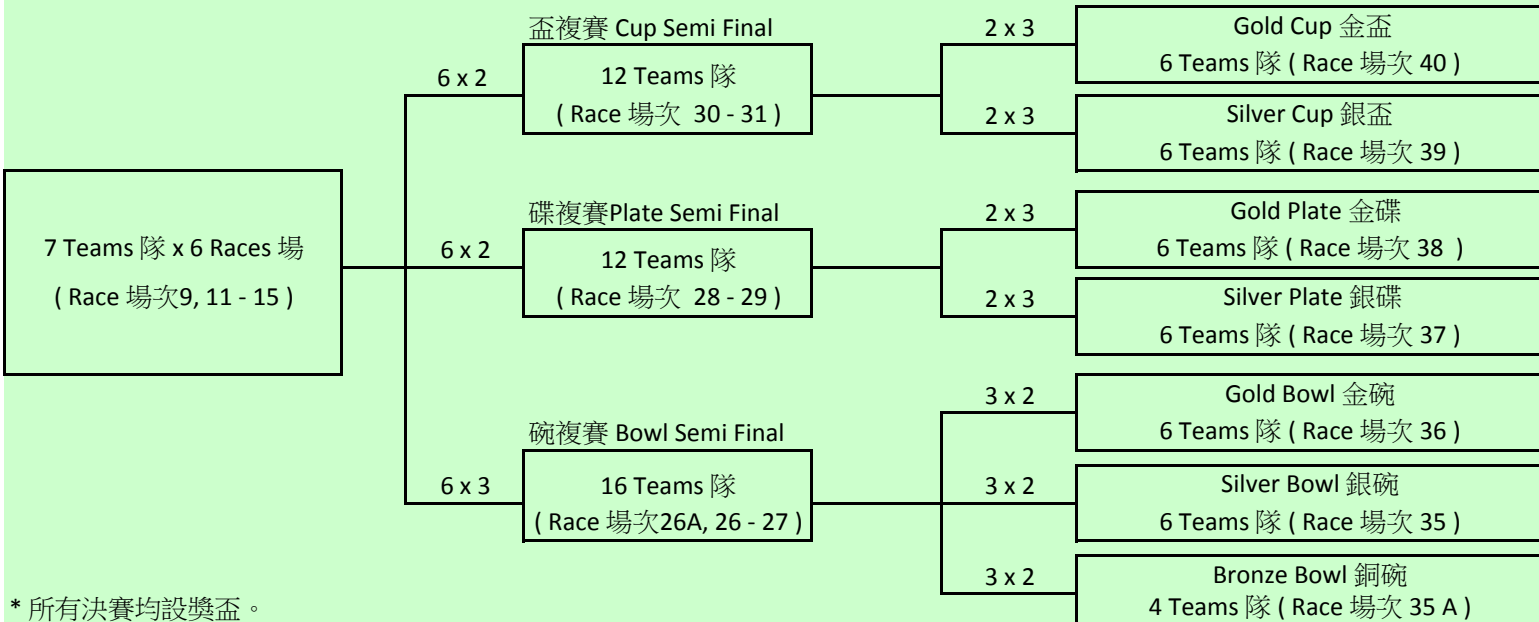 盃複賽 Cup Semi Final
2 x 3
Gold Cup 金盃
6 Teams 隊 ( Race 場次 40 )
6 x 2
12 Teams 隊
( Race 場次 30 - 31 )
2 x 3
Silver Cup 銀盃
6 Teams 隊 ( Race 場次 39 )
7 Teams 隊 x 6 Races 場
( Race 場次9, 11 - 15 )
碟複賽Plate Semi Final
2 x 3
Gold Plate 金碟
6 Teams 隊 ( Race 場次 38 )
6 x 2
12 Teams 隊
( Race 場次 28 - 29 )
2 x 3
Silver Plate 銀碟
6 Teams 隊 ( Race 場次 37 )
碗複賽 Bowl Semi Final
3 x 2
Gold Bowl 金碗
6 Teams 隊 ( Race 場次 36 )
6 x 3
16 Teams 隊
( Race 場次26A, 26 - 27 )
3 x 2
Silver Bowl 銀碗
6 Teams 隊 ( Race 場次 35 )
3 x 2
Bronze Bowl 銅碗
4 Teams 隊 ( Race 場次 35 A )
* 所有決賽均設獎盃。